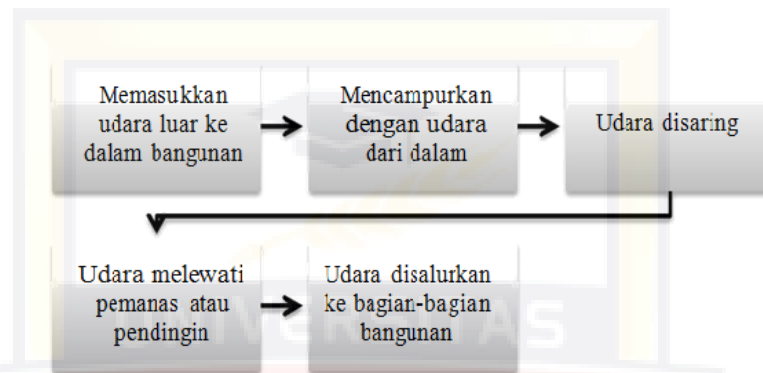 Memasukkan
udara luar ke
dalam bangunan
Mencampurkan
dengan udara
dari dalam
Udara disaring
Udara melewati
pemanas atau
pendingin
Udara disalurkan
ke bagian-bagian
bangunan
UNIVERSITAS